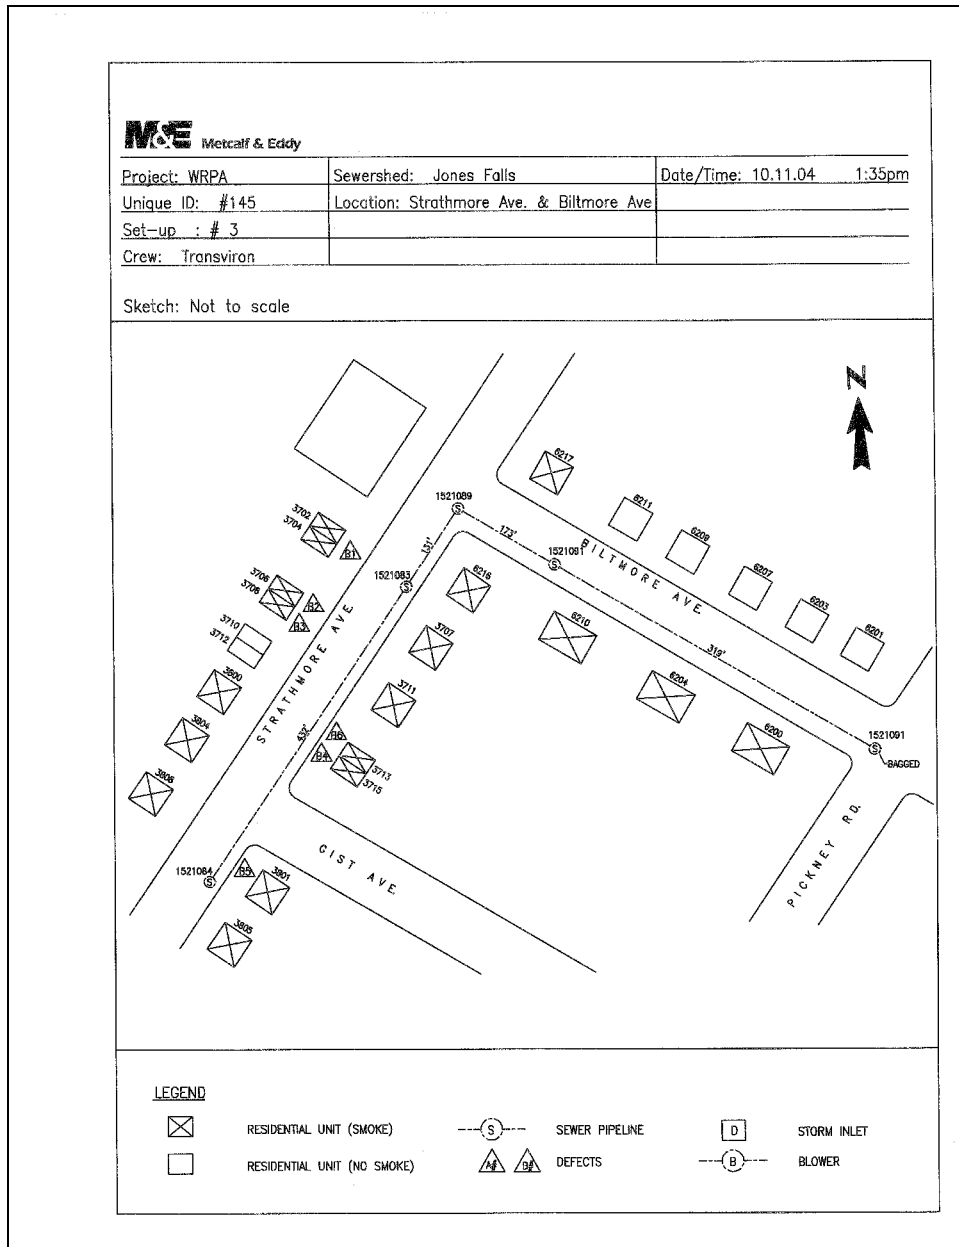 M&E Metcalf & Eddy
Project: WRPA Sewershed: Jones Falls Date/Time: 10.11.04 1:35pm
Unique ID: #145 Location: Strathmore Ave. & Biltmore Ave
Set-up : # 3
Crew: Transviron
Sketch: Not to scale
N
6217
1521089
6211
3702
3704
173'
6209
B1
131'
1521091
BILTMORE AVE.
1521083
6207
3706
3708
6216
B2
6203
B3
6210
3710
3712
3707
6201
319'
STRATHMORE AVE.
3800
6204
3711
3804
432'
B6
6200
1521091
B4
BAGGED
3713
3715
3808
GIST AVE.
PICKNEY RD.
1521084
B5
3801
3805
LEGEND
RESIDENTIAL UNIT (SMOKE) S SEWER PIPELINE D STORM INLET
RESIDENTIAL UNIT (NO SMOKE) A# B# DEFECTS B BLOWER